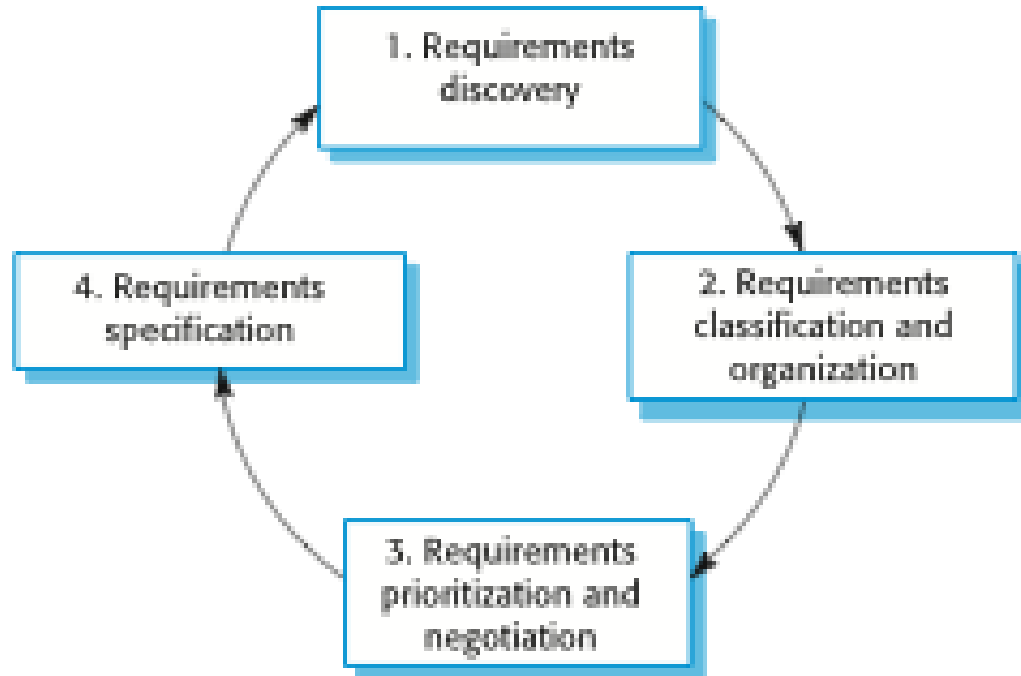 1. Requirements
discovery
2. Requirements
classification and
organization
3. Requirements
prioritization and
negotiation
4. Requirements
specification